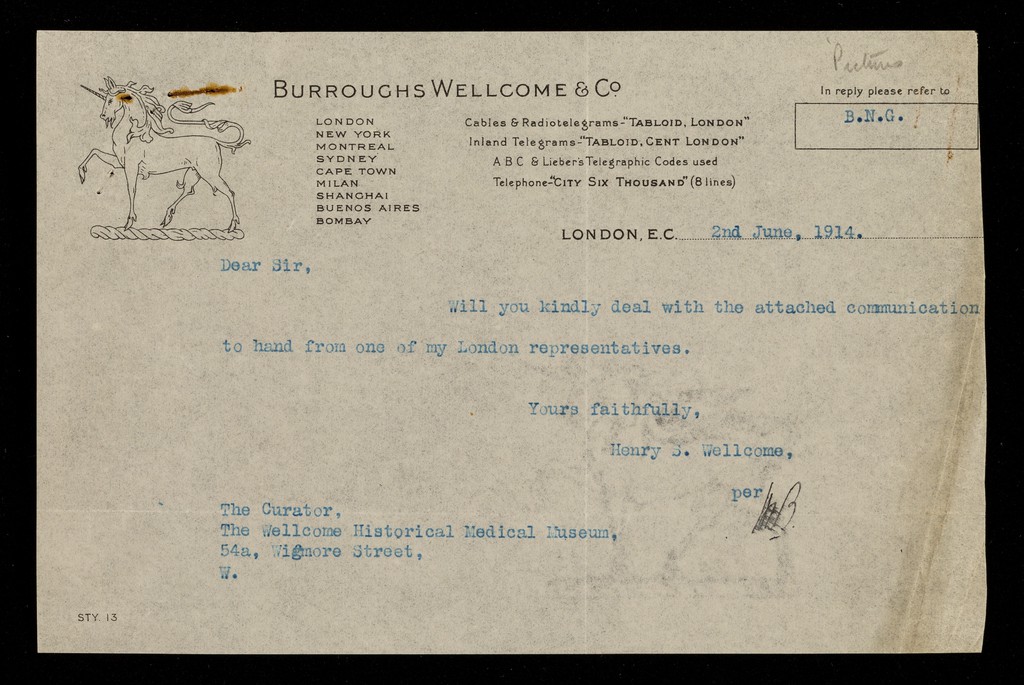 Pictures
BURROUGHS WELLCOME & Co.
LONDON
NEW YORK
MONTREAL
SYDNEY
CAPE TOWN
MILAN
SHANGHAI
BUENOS AIRES
BOMBAY
Cables & Radiotelegrams-"TABLOID, LONDON"
Inland Telegrams-"TABLOID, CENT LONDON"
A B C & Lieber's Telegraphic Codes used
Telephone-"CITY SIX THOUSAND" (8 lines)
In reply please refer to
B.N.G.
LONDON, E.C. 2nd June, 1914.
Dear Sir,
Will you kindly deal with the attached communication
to hand from one of my London representatives.
Yours faithfully,
Henry S. Wellcome,
per
The Curator,
The Wellcome Historical Medical Museum,
54a, Wigmore Street,
W.
STY. 13